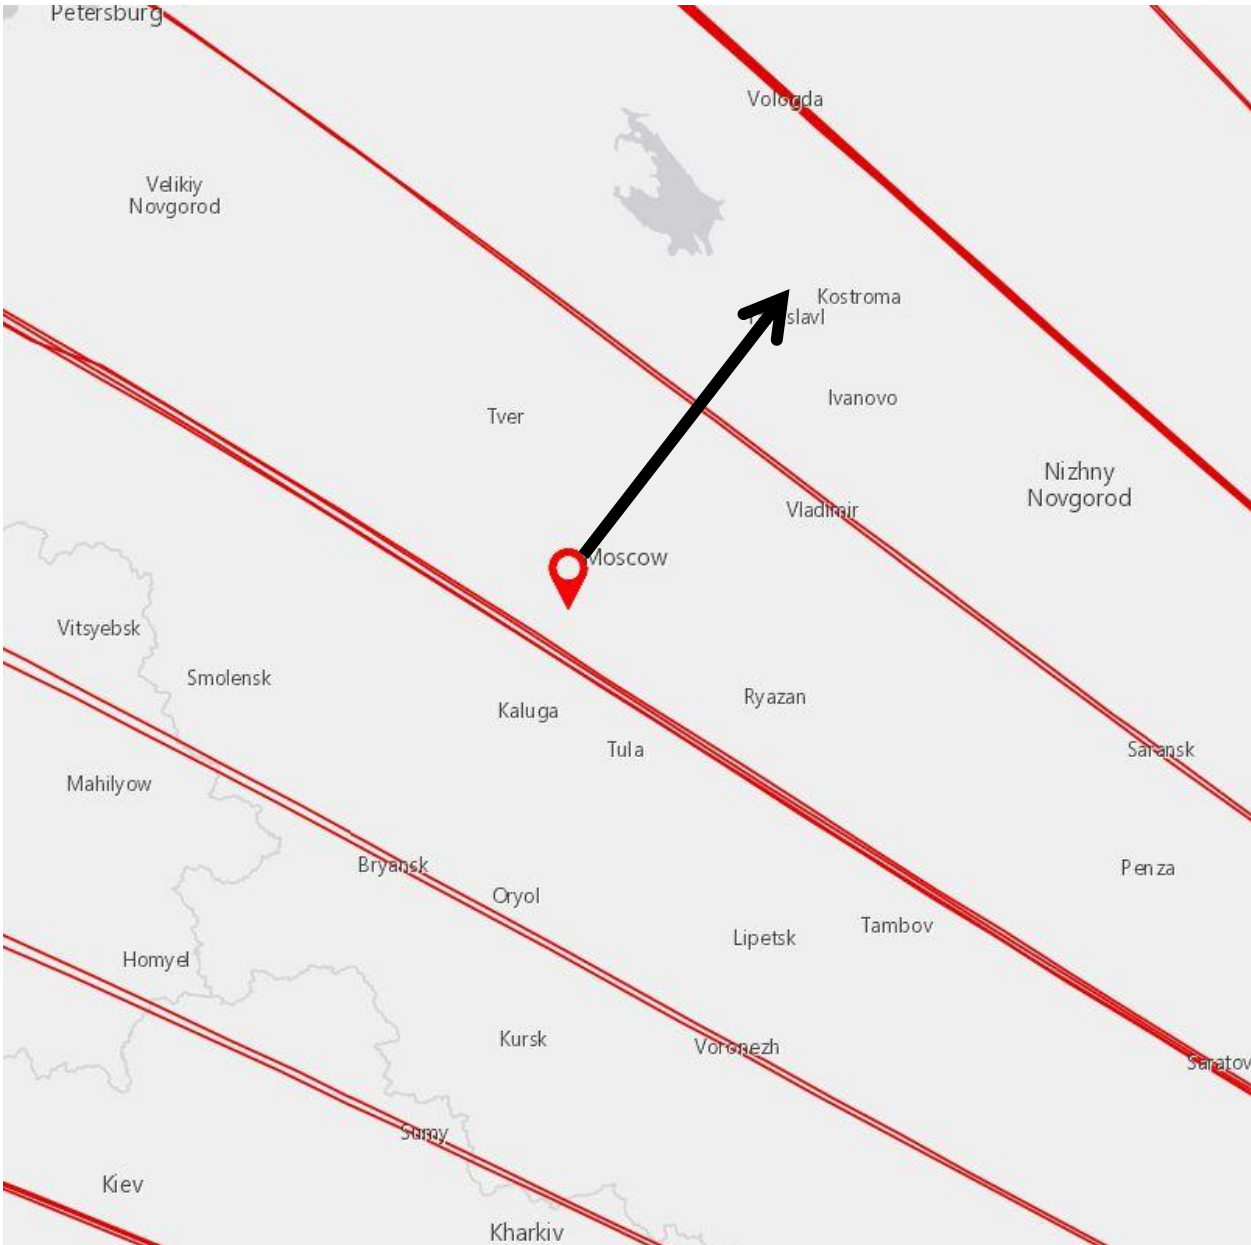 Petersburg
Vologda
Velikiy
Novgorod
Kostroma
slavl
Ivanovo
Tver
Nizhny
Novgorod
Vladimir
Moscow
Vitsyebsk
Smolensk
Ryazan
Kaluga
Tula
Saransk
Mahilyow
Bryansk
Penza
Oryol
Tambov
Lipetsk
Homyel
Kursk
Voronezh
Saratov
Sumy
Kiev
Kharkiv